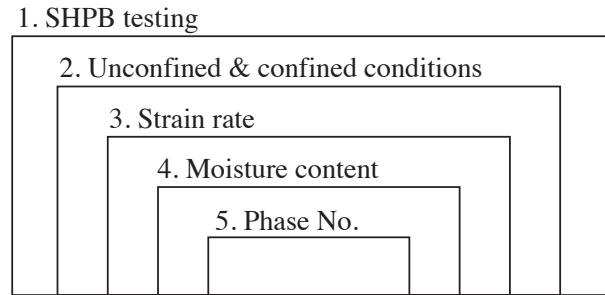 1. SHPB testing
2. Unconfined & confined conditions
3. Strain rate
4. Moisture content
5. Phase No.